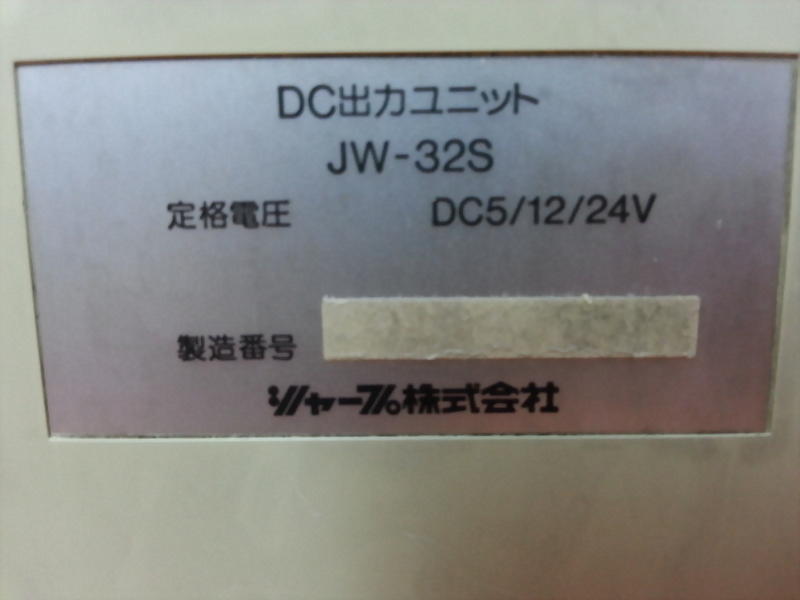 DC出力ユニット
JW-32S
定格電圧 DC5/12/24V
製造番号
シャープ株式会社